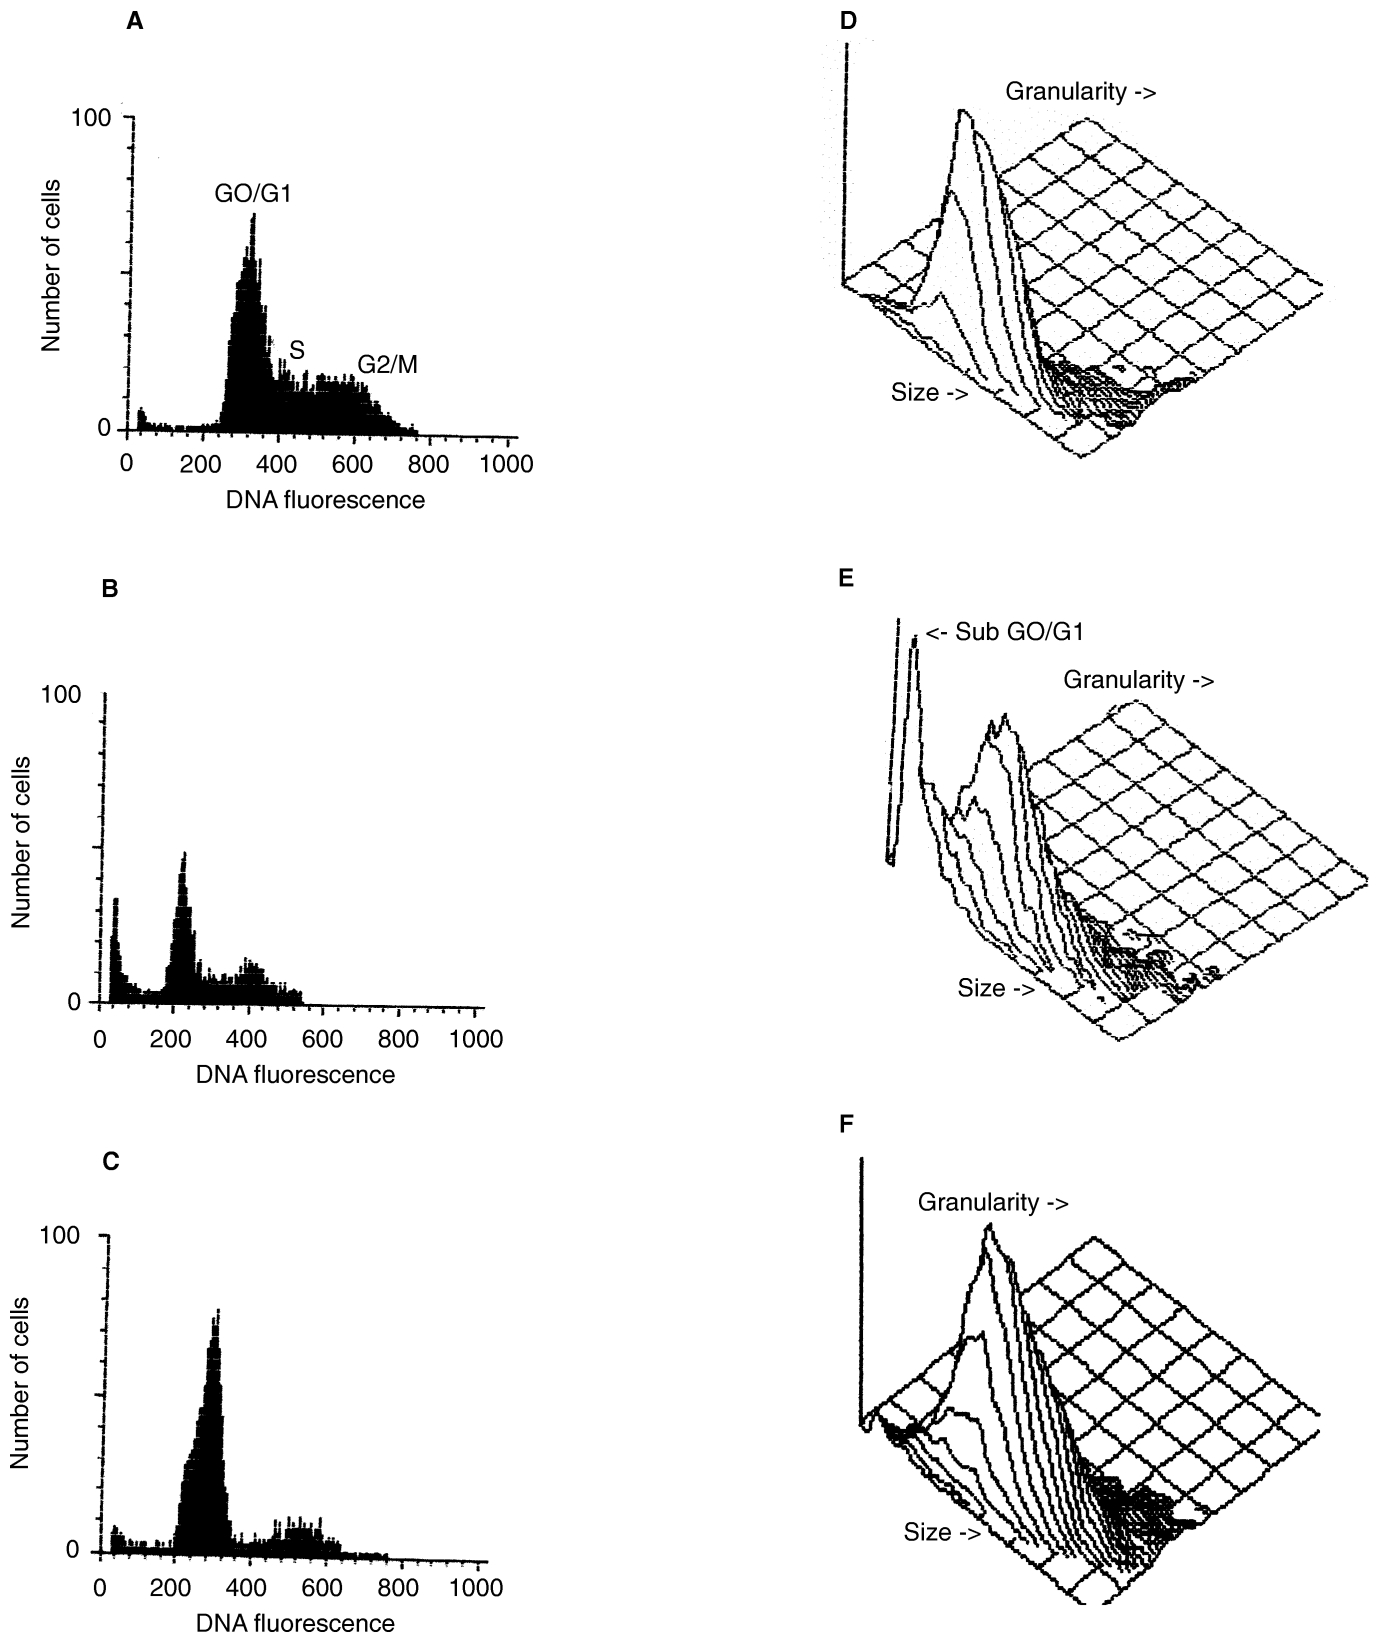 A
100
Number of cells
GO/G1
S
G2/M
0
0 200 400 600 800 1000
DNA fluorescence
D
Granularity ->
Size ->
B
100
Number of cells
0
0 200 400 600 800 1000
DNA fluorescence
E
<- Sub GO/G1
Granularity ->
Size ->
C
100
Number of cells
0
0 200 400 600 800 1000
DNA fluorescence
F
Granularity ->
Size ->